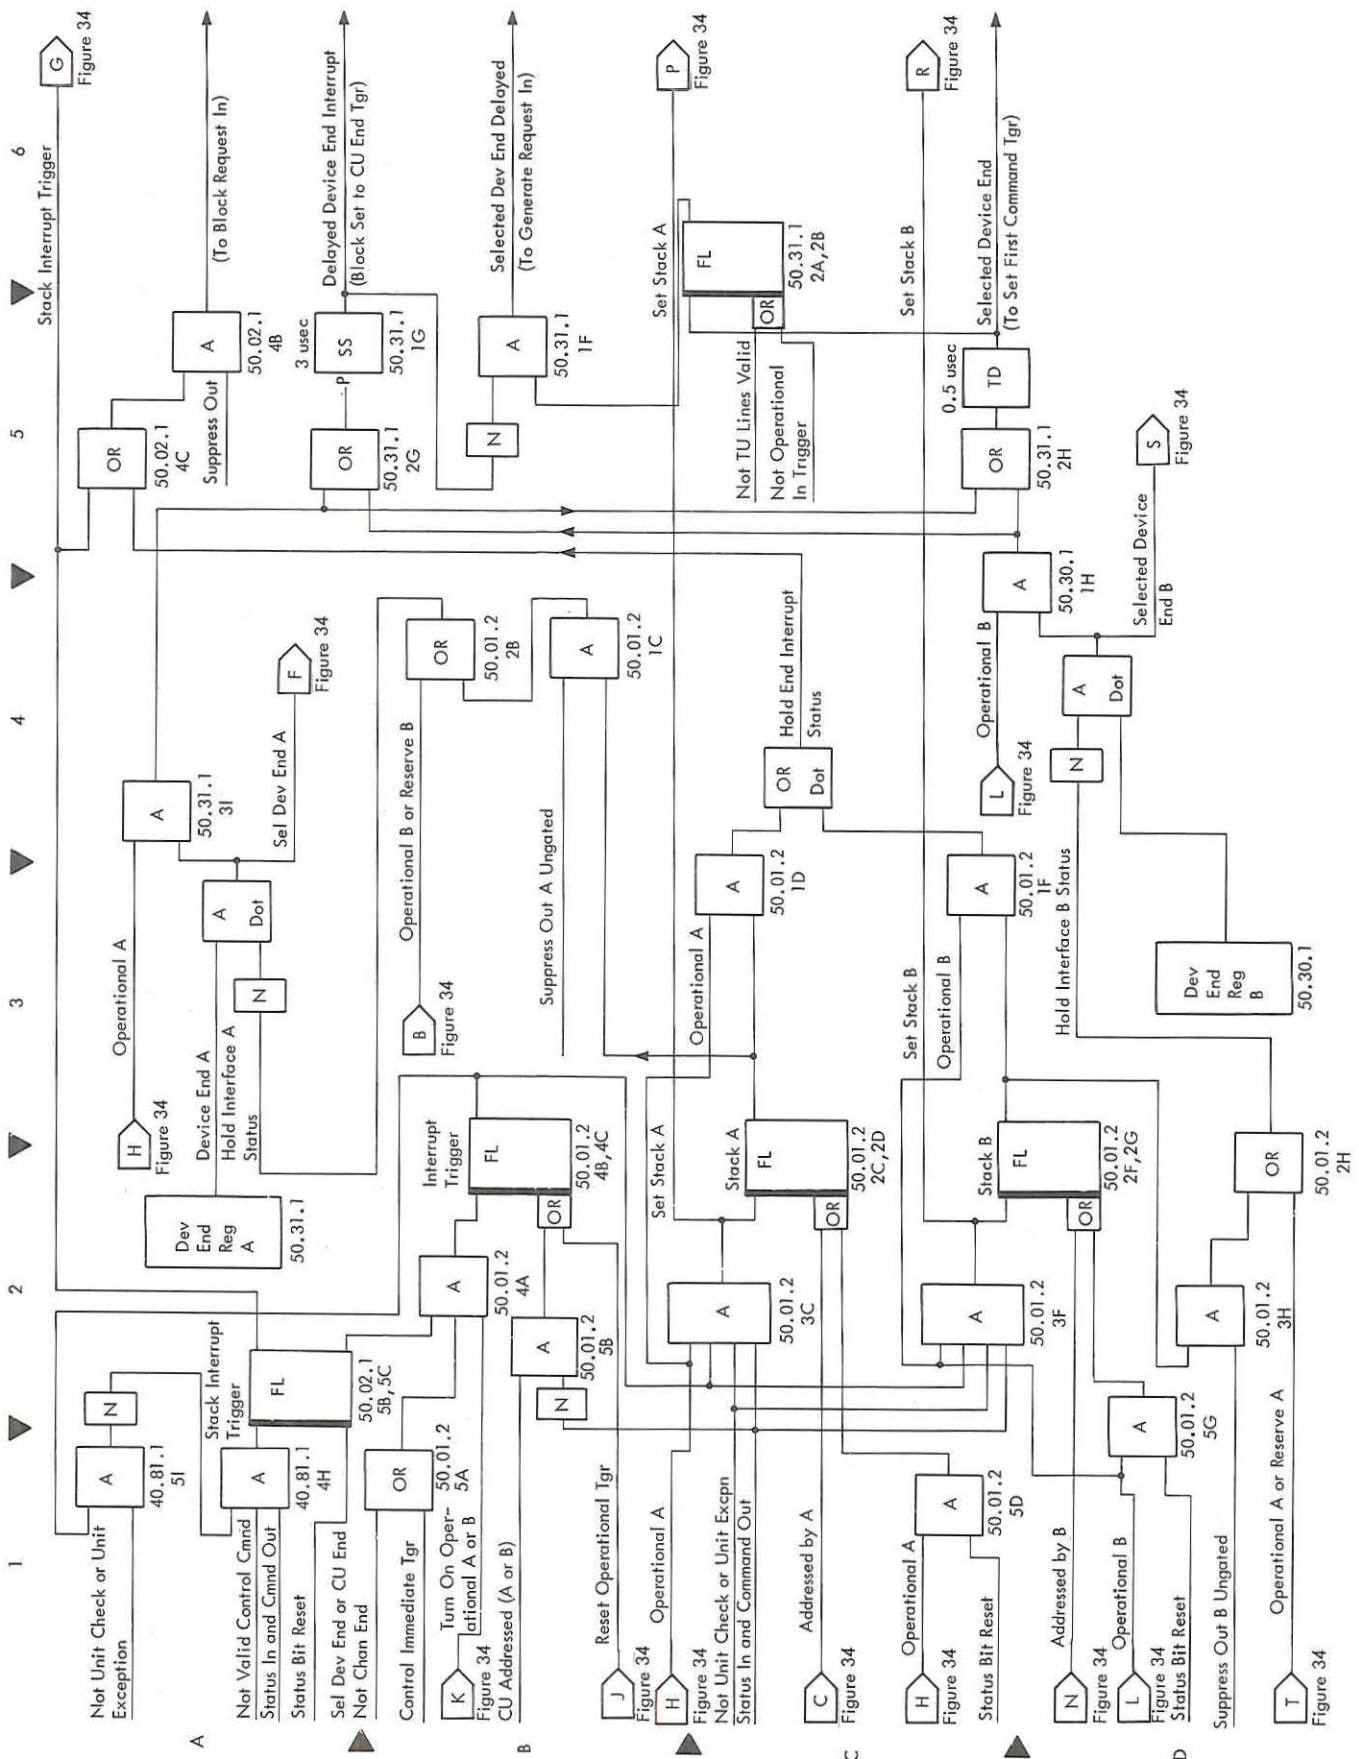 1
2
3
4
5
6
A
B
C
D
Not Unit Check or Unit
Exception
A
40.81.1
5I
N
Not Valid Control Cmnd
Status In and Cmnd Out
Status Bit Reset
A
40.81.1
4H
Stack Interrupt
Trigger
FL
50.02.1
5B,5C
Sel Dev End or CU End
Not Chan End
Control Immediate Tgr
OR
50.01.2
5A
K
Figure 34
Turn On Oper-
ational A or B
A
50.01.2
4A
CU Addressed (A or B)
A
50.01.2
5B
N
OR
Interrupt
Trigger
FL
50.01.2
4B,4C
J
Figure 34
Reset Operational Tgr
Dev
End
Reg
A
50.31.1
H
Figure 34
Operational A
Device End A
Hold Interface A
Status
N
A
Dot
A
50.31.1
3I
Sel Dev End A
F
Figure 34
B
Figure 34
Operational B or Reserve B
OR
50.01.2
2B
Suppress Out A Ungated
A
50.01.2
1C
Stack Interrupt Trigger
G
Figure 34
OR
50.02.1
4C
Suppress Out
A
50.02.1
4B
(To Block Request In)
OR
50.31.1
2G
P
3 usec
SS
50.31.1
1G
Delayed Device End Interrupt
(Block Set to CU End Tgr)
N
A
50.31.1
1F
Selected Dev End Delayed
(To Generate Request In)
H
Figure 34
Operational A
Not Unit Check or Unit Excpn
Status In and Command Out
A
50.01.2
3C
Set Stack A
Stack A
FL
50.01.2
2C,2D
OR
C
Figure 34
Addressed by A
H
Figure 34
Operational A
Status Bit Reset
A
50.01.2
5D
Operational A
A
50.01.2
1D
OR
Dot
Hold End Interrupt
Status
Set Stack A
P
Figure 34
FL
50.31.1
2A,2B
OR
Not TU Lines Valid
Not Operational
In Trigger
A
50.01.2
3F
Set Stack B
Operational B
Stack B
FL
50.01.2
2F,2G
OR
A
50.01.2
1F
Set Stack B
R
Figure 34
N
Figure 34
Addressed by B
L
Figure 34
Operational B
Status Bit Reset
A
50.01.2
5G
Suppress Out B Ungated
A
50.01.2
3H
T
Figure 34
Operational A or Reserve A
OR
50.01.2
2H
Hold Interface B Status
N
Dev
End
Reg
B
50.30.1
A
Dot
L
Figure 34
Operational B
A
50.30.1
1H
Selected Device
End B
S
Figure 34
OR
50.31.1
2H
0.5 usec
TD
Selected Device End
(To Set First Command Tgr)